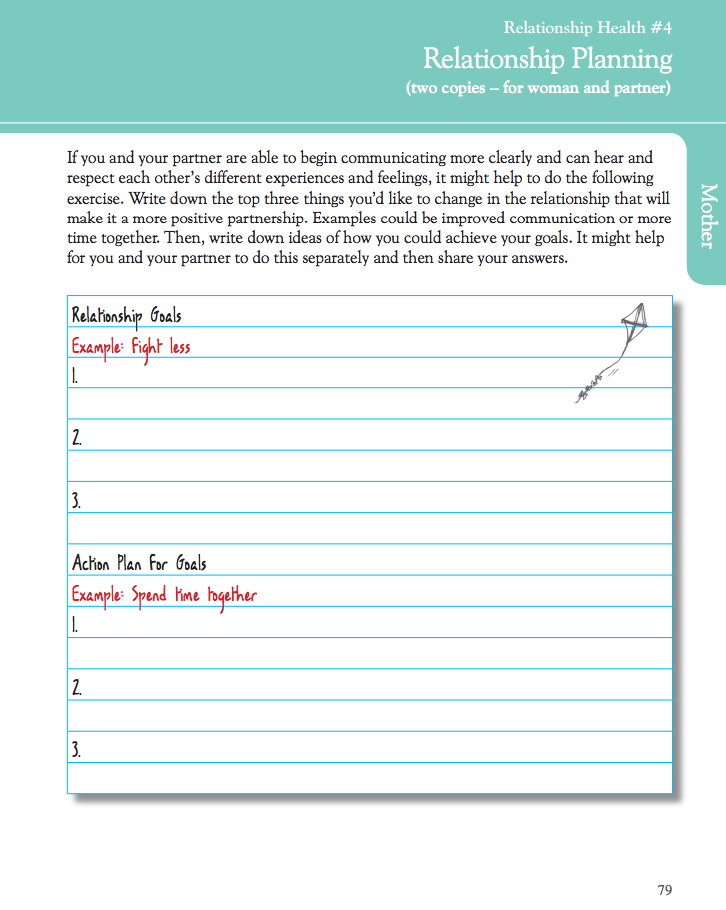 Relationship Health #4
Relationship Planning
(two copies – for woman and partner)
Mother
If you and your partner are able to begin communicating more clearly and can hear and
respect each other's different experiences and feelings, it might help to do the following
exercise. Write down the top three things you'd like to change in the relationship that will
make it a more positive partnership. Examples could be improved communication or more
time together. Then, write down ideas of how you could achieve your goals. It might help
for you and your partner to do this separately and then share your answers.
Relationship Goals
Example: Fight less
1.
2.
3.
Action Plan For Goals
Example: Spend time together
1.
2.
3.
79